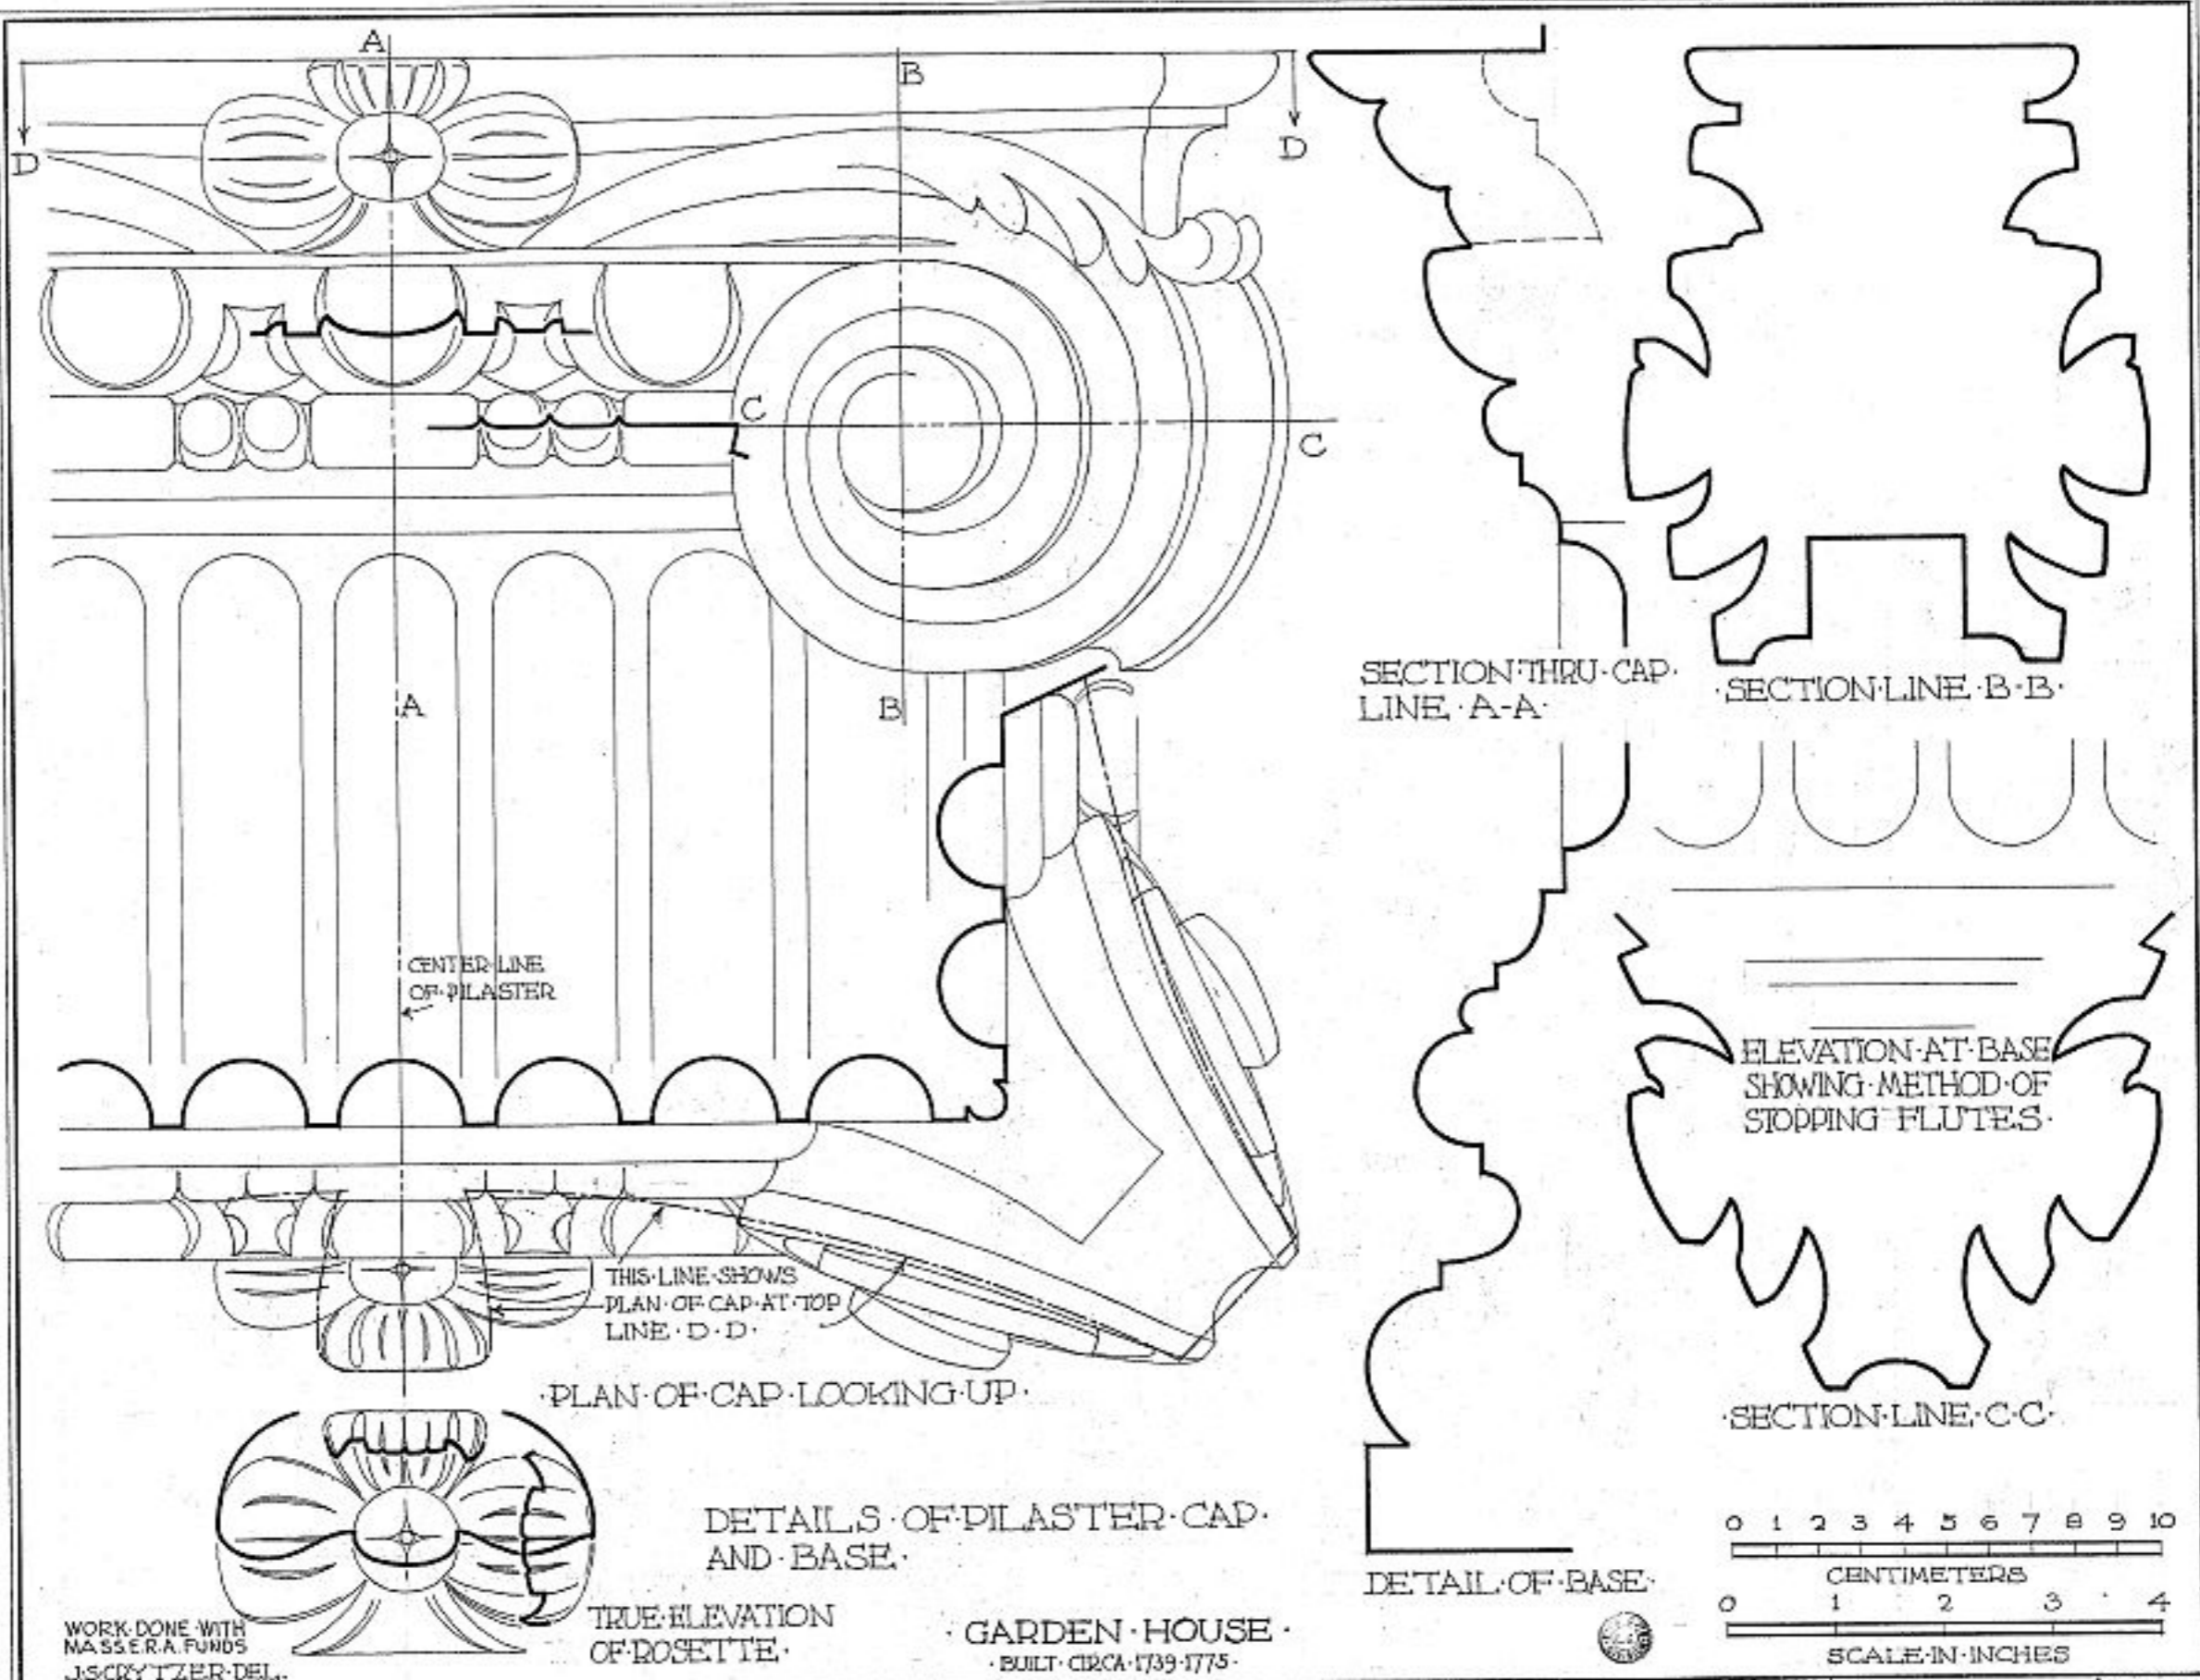 A
B
D
D
C
C
A
B
SECTION·THRU·CAP·
LINE·A-A·
·SECTION·LINE·B·B·
CENTER·LINE
OF·PILASTER
ELEVATION·AT·BASE
SHOWING·METHOD·OF
STOPPING·FLUTES·
THIS·LINE·SHOWS
PLAN·OF·CAP·AT·TOP
LINE·D·D·
·PLAN·OF·CAP·LOOKING·UP·
·SECTION·LINE·C·C·
DETAILS·OF·PILASTER·CAP·
AND·BASE·
DETAIL·OF·BASE·
0 1 2 3 4 5 6 7 8 9 10
CENTIMETERS
0 1 2 3 4
SCALE·IN·INCHES
TRUE·ELEVATION
OF·ROSETTE·
·GARDEN·HOUSE·
·BUILT·CIRCA·1739-1775·
WORK·DONE·WITH
MASS.E.R.A.FUNDS
J.S.CRYTZER·DEL.